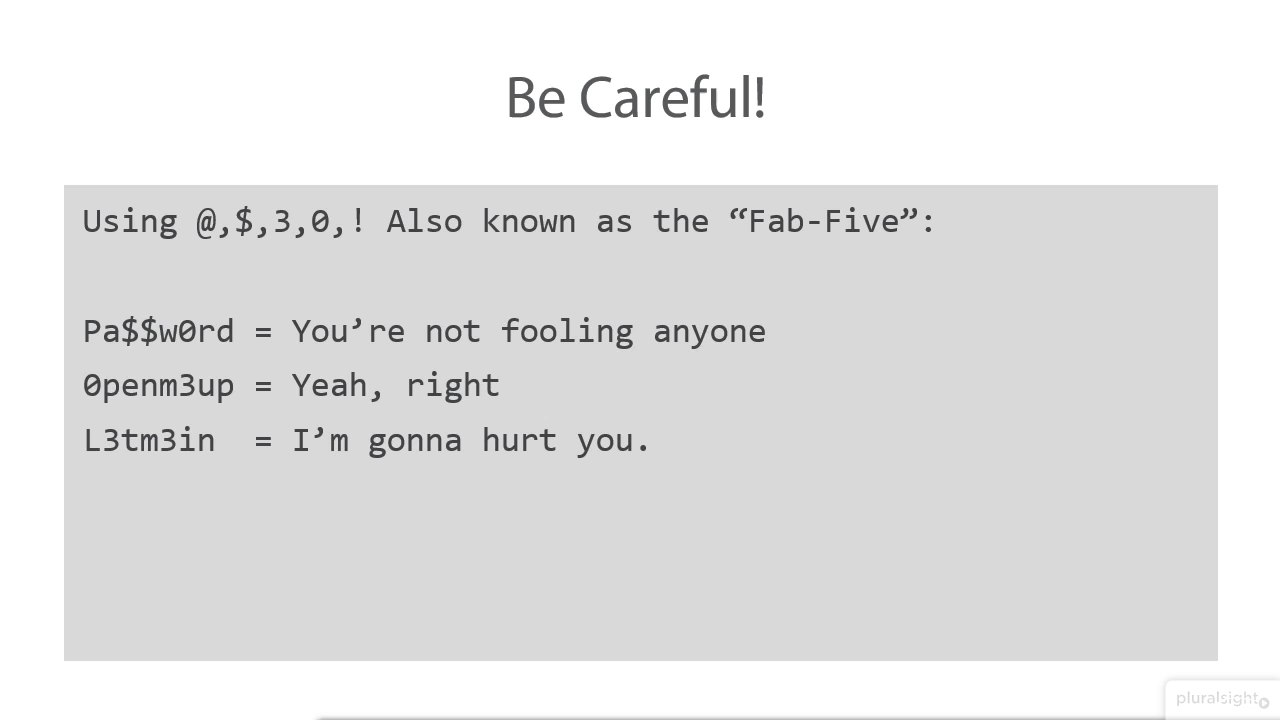 Be Careful!
Using @,$,3,0,! Also known as the “Fab-Five”:
Pa$$w0rd = You’re not fooling anyone
0penm3up = Yeah, right
L3tm3in  = I’m gonna hurt you.
pluralsight